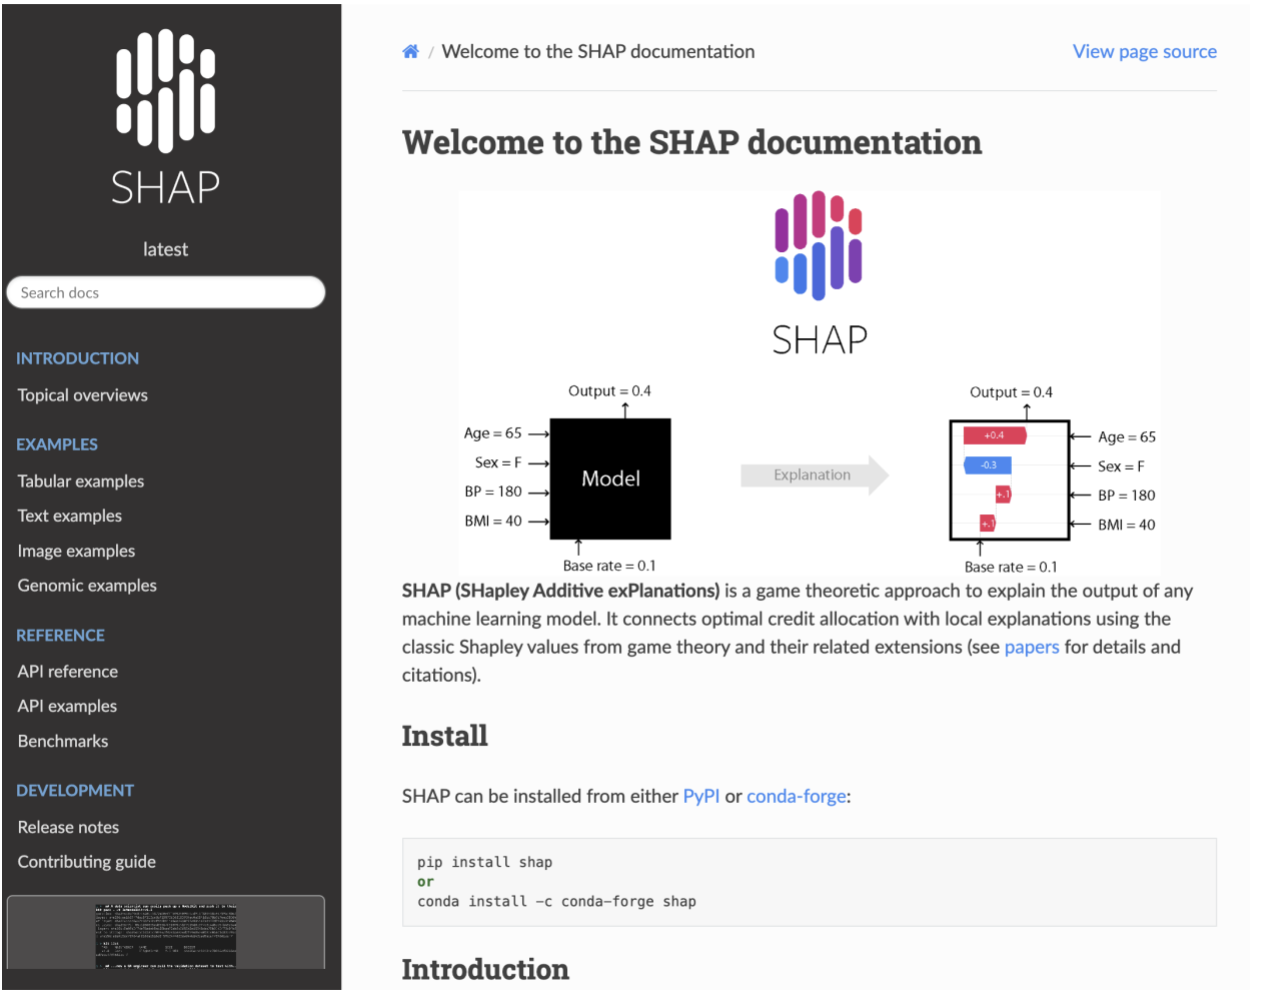 SHAP
latest
Search docs
INTRODUCTION
Topical overviews
EXAMPLES
Tabular examples
Text examples
Image examples
Genomic examples
REFERENCE
API reference
API examples
Benchmarks
DEVELOPMENT
Release notes
Contributing guide
/ Welcome to the SHAP documentation
View page source
Welcome to the SHAP documentation
SHAP
Output = 0.4
Age = 65
Sex = F
BP = 180
BMI = 40
Model
Base rate = 0.1
Explanation
Output = 0.4
+0.4
-0.3
+.1
+.1
Age = 65
Sex = F
BP = 180
BMI = 40
Base rate = 0.1
SHAP (SHapley Additive exPlanations) is a game theoretic approach to explain the output of any
machine learning model. It connects optimal credit allocation with local explanations using the
classic Shapley values from game theory and their related extensions (see papers for details and
citations).
Install
SHAP can be installed from either PyPI or conda-forge:
pip install shap
or
conda install -c conda-forge shap
Introduction